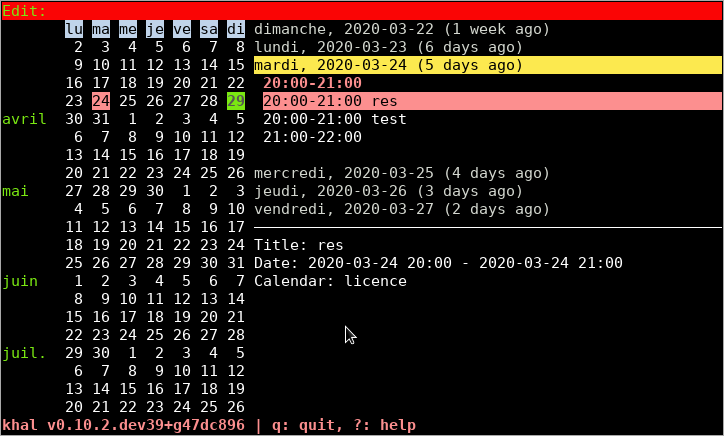 Edit:
lu ma me je ve sa di dimanche, 2020-03-22 (1 week ago)
2 3 4 5 6 7 8 lundi, 2020-03-23 (6 days ago)
9 10 11 12 13 14 15 mardi, 2020-03-24 (5 days ago)
16 17 18 19 20 21 22 20:00-21:00
23 24 25 26 27 28 29 20:00-21:00 res
avril 30 31 1 2 3 4 5 20:00-21:00 test
6 7 8 9 10 11 12 21:00-22:00
13 14 15 16 17 18 19
20 21 22 23 24 25 26 mercredi, 2020-03-25 (4 days ago)
mai 27 28 29 30 1 2 3 jeudi, 2020-03-26 (3 days ago)
4 5 6 7 8 9 10 vendredi, 2020-03-27 (2 days ago)
11 12 13 14 15 16 17
18 19 20 21 22 23 24 Title: res
25 26 27 28 29 30 31 Date: 2020-03-24 20:00 - 2020-03-24 21:00
juin 1 2 3 4 5 6 7 Calendar: licence
8 9 10 11 12 13 14
15 16 17 18 19 20 21
22 23 24 25 26 27 28
juil. 29 30 1 2 3 4 5
6 7 8 9 10 11 12
13 14 15 16 17 18 19
20 21 22 23 24 25 26
khal v0.10.2.dev39+g47dc896 | q: quit, ?: help